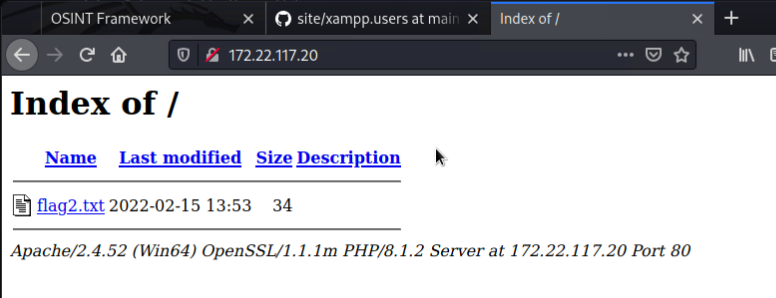 OSINT Framework
site/xampp.users at main
Index of /
172.22.117.20
Index of /
Name Last modified Size Description
flag2.txt 2022-02-15 13:53 34
Apache/2.4.52 (Win64) OpenSSL/1.1.1m PHP/8.1.2 Server at 172.22.117.20 Port 80